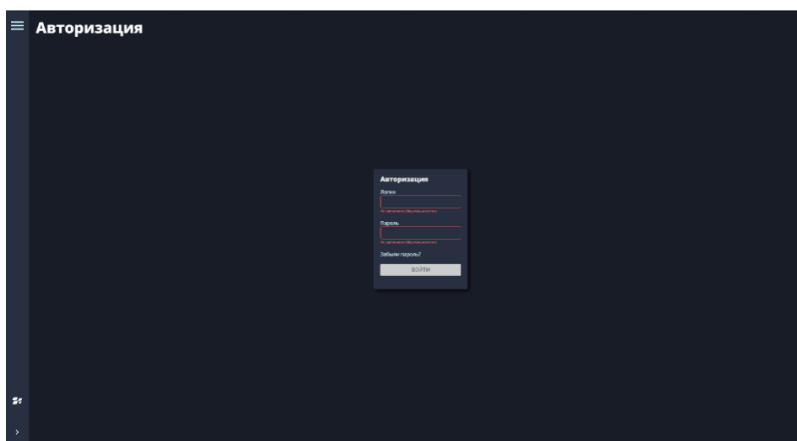 Авторизация
Авторизация
Логин
Пароль
Забыли пароль?
ВОЙТИ